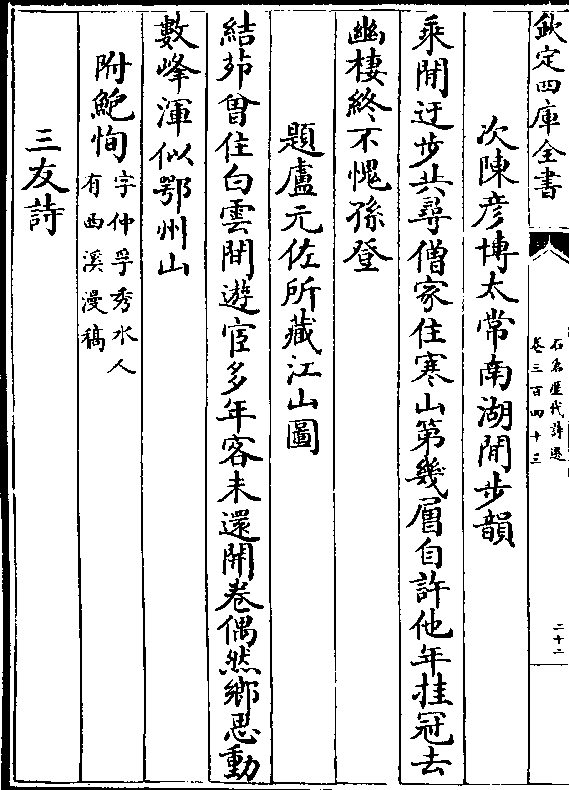 欽定四庫全書
石倉歷代詩選
卷三百四十三
二十二
次陳彥博太常南湖閒步韻
乘閒迂步共尋僧家住寒山第幾層自許他年挂冠去
幽棲終不愧孫登
題盧元佐所藏江山圖
結茆曾住白雲間遊宦多年客未還開卷偶然鄉思動
數峰渾似鄂州山
附鮑恂字仲孚秀水人
有西溪漫稿
三友詩